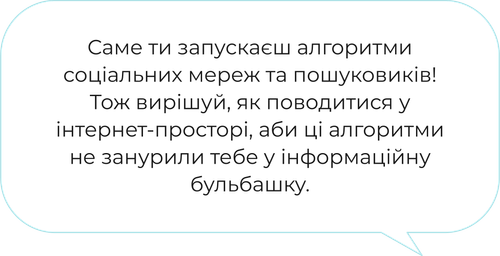 Саме ти запускаєш алгоритми
соціальних мереж та пошуковиків!
Тож вирішуй, як поводитися у
інтернет-просторі, аби ці алгоритми
не занурили тебе у інформаційну
бульбашку.